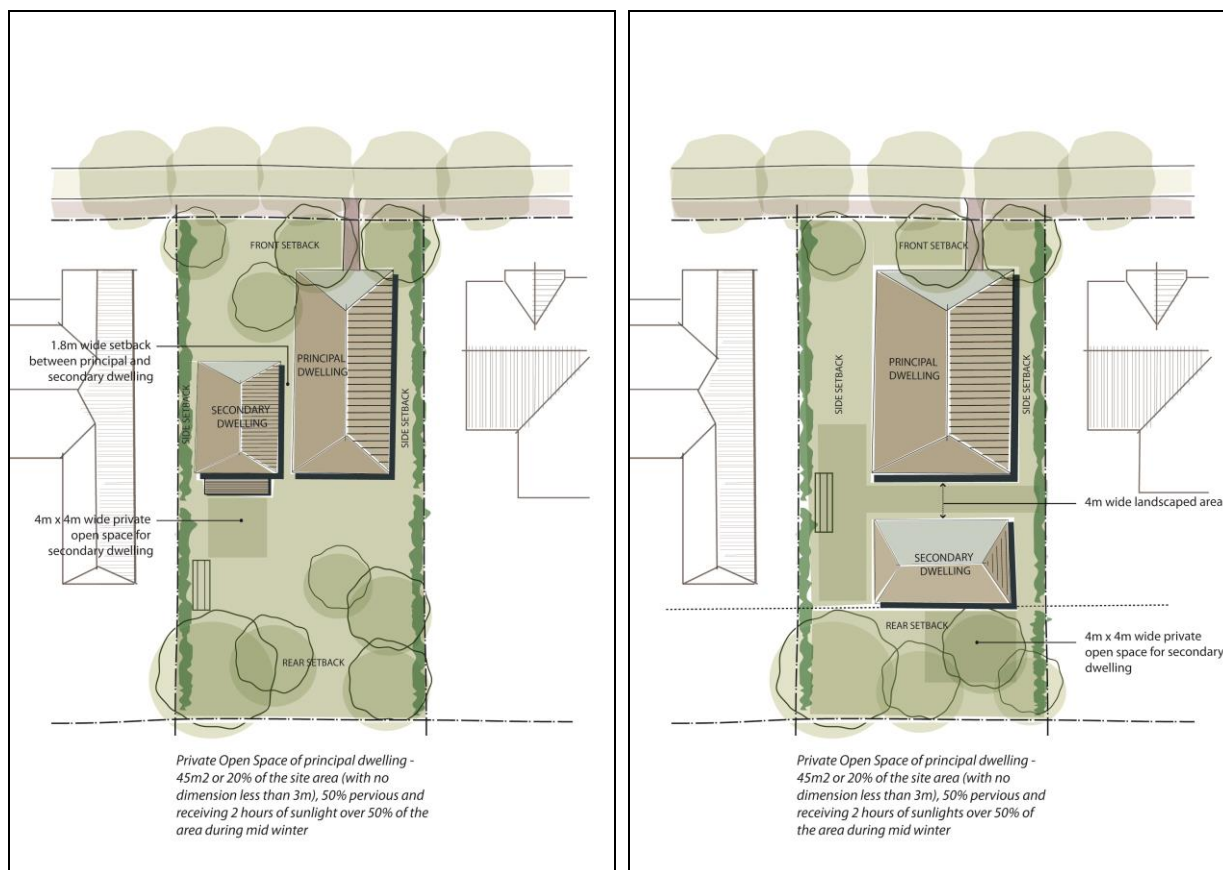 FRONT SETBACK
1.8m wide setback
between principal and
secondary dwelling
PRINCIPAL
DWELLING
SECONDARY
DWELLING
SIDE SETBACK
SIDE SETBACK
4m x 4m wide private
open space for
secondary dwelling
REAR SETBACK
Private Open Space of principal dwelling -
45m2 or 20% of the site area (with no
dimension less than 3m), 50% pervious and
receiving 2 hours of sunlight over 50% of the
area during mid winter
FRONT SETBACK
PRINCIPAL
DWELLING
SIDE SETBACK
SIDE SETBACK
4m wide landscaped area
SECONDARY
DWELLING
REAR SETBACK
4m x 4m wide private
open space for secondary
dwelling
Private Open Space of principal dwelling -
45m2 or 20% of the site area (with no
dimension less than 3m), 50% pervious and
receiving 2 hours of sunlights over 50% of
the area during mid winter